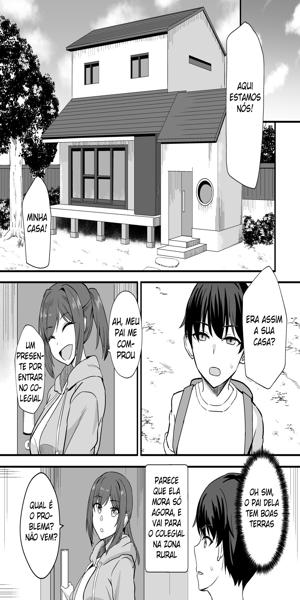 AQUI
ESTAMOS
NÓS!
MINHA
CASA!
ERA ASSIM
A SUA
CASA?
AH, MEU
PAI ME
COMPROU
UM
PRESEN-
TE POR
ENTRAR
NO CO-
LEGIAL
OH SIM,
O PAI DELA
TEM BOAS
TERRAS
PARECE
QUE ELA
MORA SÓ
AGORA, E
VAI PARA
O COLEGIAL
NA ZONA
RURAL
QUAL É
O PRO-
BLEMA?
NÃO VEM?